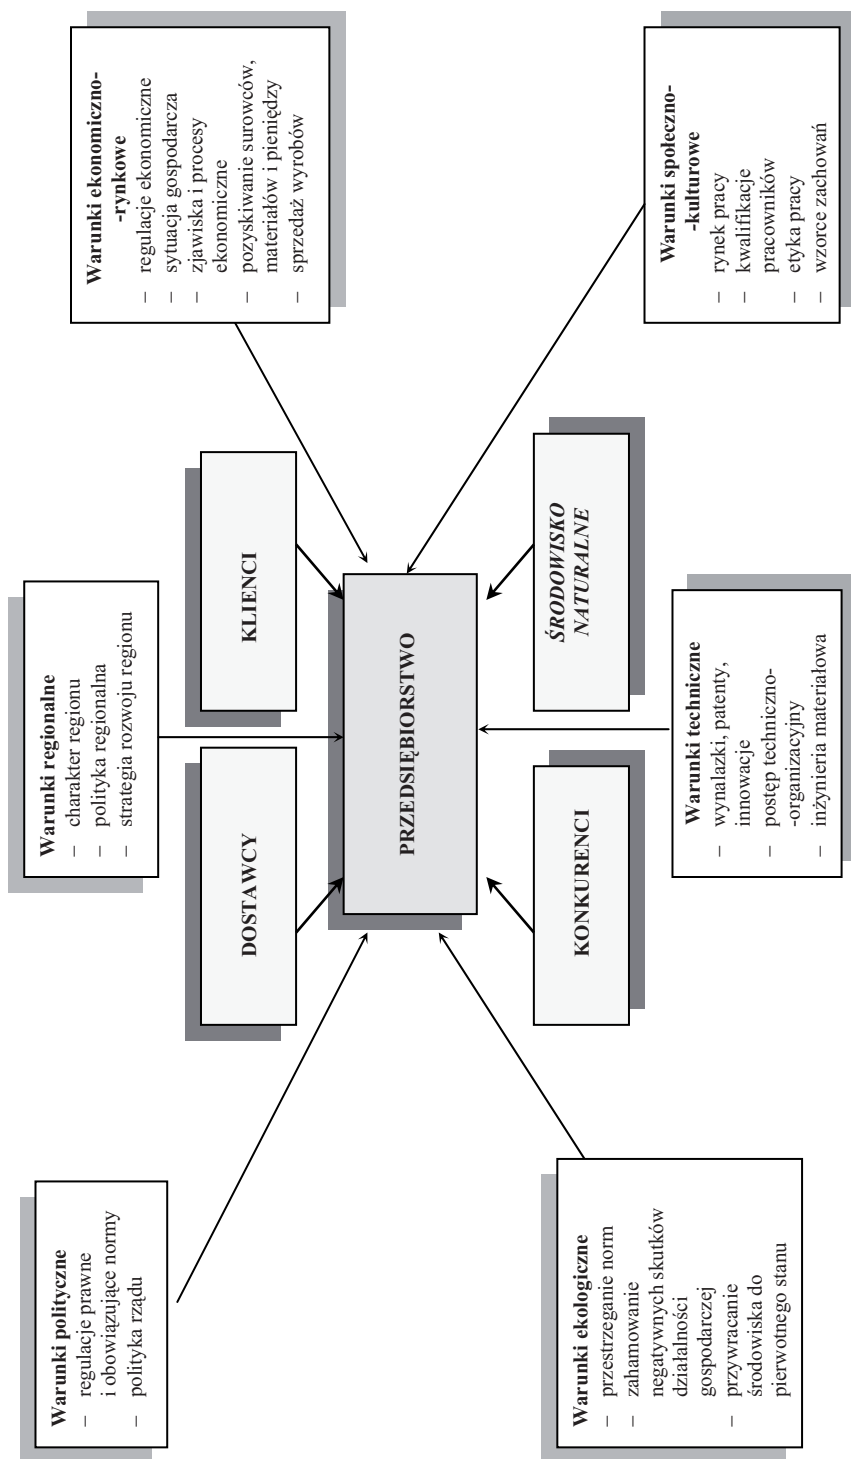 Warunki polityczne
– regulacje prawne
i obowiązujące normy
– polityka rządu
Warunki regionalne
– charakter regionu
– polityka regionalna
– strategia rozwoju regionu
Warunki ekonomiczno-
-rynkowe
– regulacje ekonomiczne
– sytuacja gospodarcza
– zjawiska i procesy
ekonomiczne
– pozyskiwanie surowców,
materiałów i pieniędzy
– sprzedaż wyrobów
DOSTAWCY
KLIENCI
PRZEDSIĘBIORSTWO
KONKURENCI
ŚRODOWISKO
NATURALNE
Warunki ekologiczne
– przestrzeganie norm
– zahamowanie
negatywnych skutków
działalności
gospodarczej
– przywracanie
środowiska do
pierwotnego stanu
Warunki techniczne
– wynalazki, patenty,
innowacje
– postęp techniczno-
-organizacyjny
– inżynieria materiałowa
Warunki społeczno-
-kulturowe
– rynek pracy
– kwalifikacje
pracowników
– etyka pracy
– wzorce zachowań